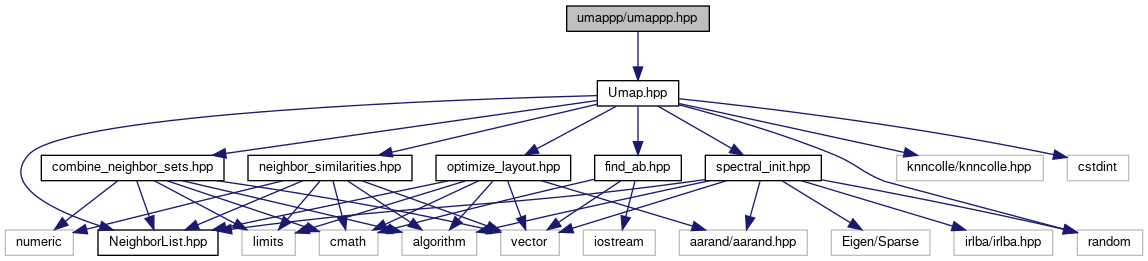 umappp/umappp.hpp
Umap.hpp
combine_neighbor_sets.hpp
neighbor_similarities.hpp
optimize_layout.hpp
find_ab.hpp
spectral_init.hpp
knncolle/knncolle.hpp
cstdint
numeric
NeighborList.hpp
limits
cmath
algorithm
vector
iostream
aarand/aarand.hpp
Eigen/Sparse
irlba/irlba.hpp
random